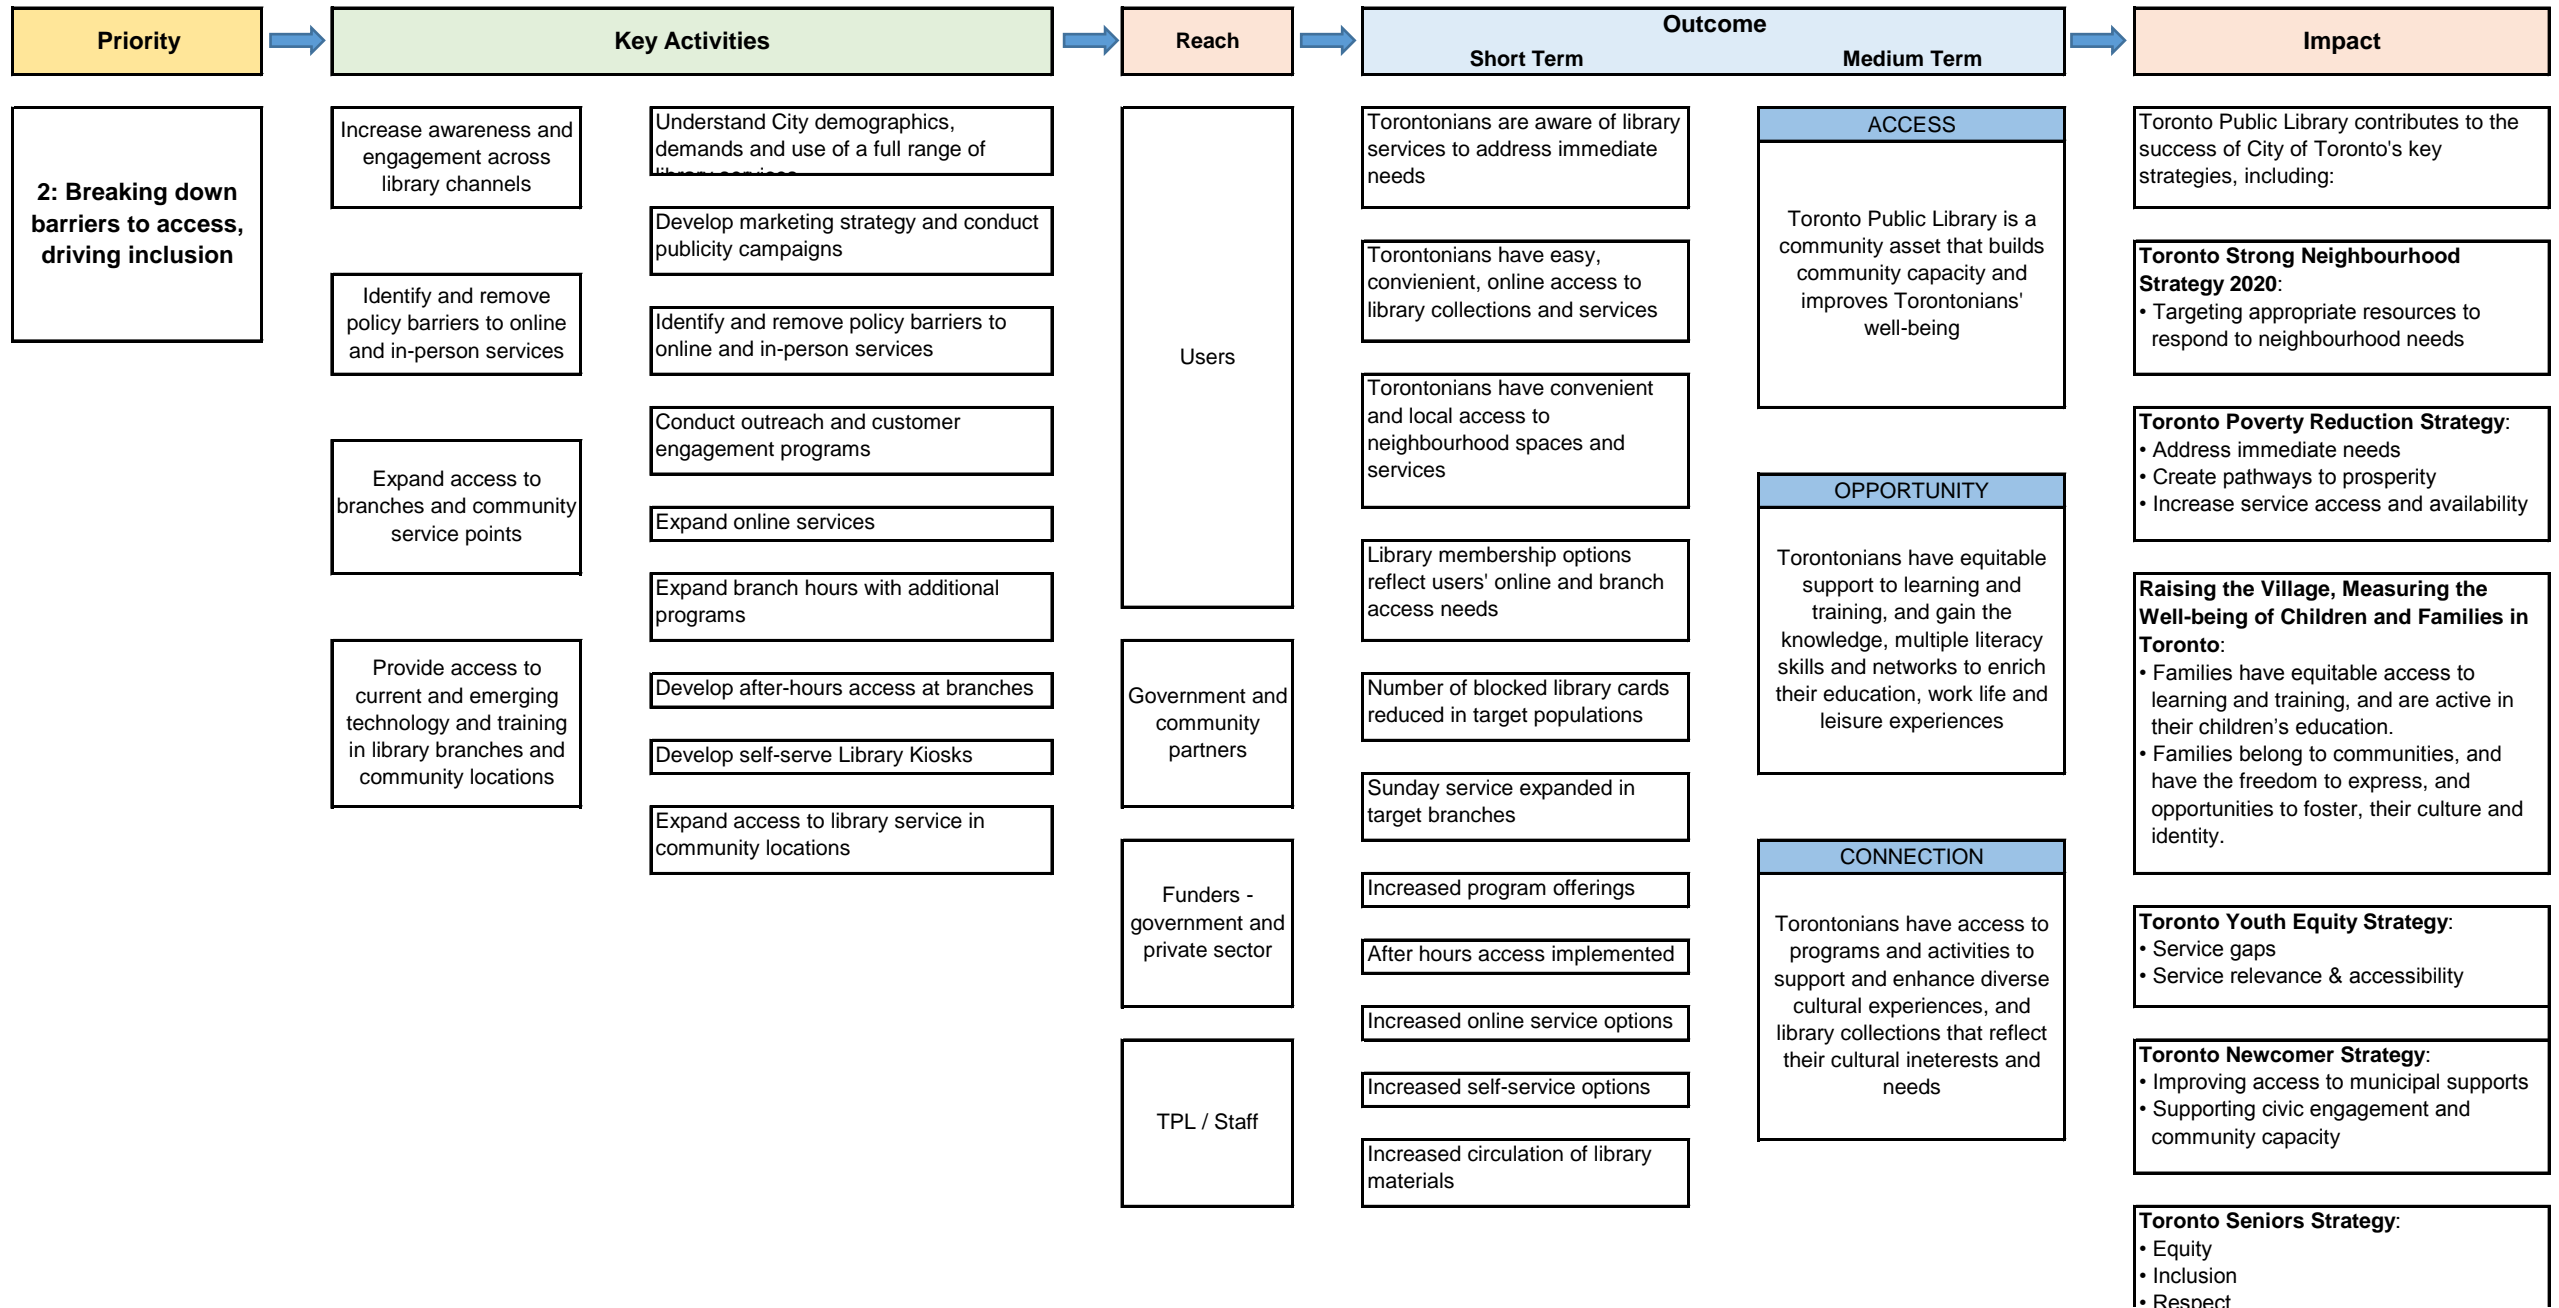 Priority
Key Activities
Reach
Outcome
Short Term
Medium Term
Impact
2: Breaking down
barriers to access,
driving inclusion
Increase awareness and
engagement across
library channels
Identify and remove
policy barriers to online
and in-person services
Expand access to
branches and community
service points
Provide access to
current and emerging
technology and training
in library branches and
community locations
Understand City demographics,
demands and use of a full range of
library services
Develop marketing strategy and conduct
publicity campaigns
Identify and remove policy barriers to
online and in-person services
Conduct outreach and customer
engagement programs
Expand online services
Expand branch hours with additional
programs
Develop after-hours access at branches
Develop self-serve Library Kiosks
Expand access to library service in
community locations
Users
Government and
community
partners
Funders -
government and
private sector
TPL / Staff
Torontonians are aware of library
services to address immediate
needs
Torontonians have easy,
convienient, online access to
library collections and services
Torontonians have convenient
and local access to
neighbourhood spaces and
services
Library membership options
reflect users' online and branch
access needs
Number of blocked library cards
reduced in target populations
Sunday service expanded in
target branches
Increased program offerings
After hours access implemented
Increased online service options
Increased self-service options
Increased circulation of library
materials
ACCESS
Toronto Public Library is a
community asset that builds
community capacity and
improves Torontonians'
well-being
OPPORTUNITY
Torontonians have equitable
support to learning and
training, and gain the
knowledge, multiple literacy
skills and networks to enrich
their education, work life and
leisure experiences
CONNECTION
Torontonians have access to
programs and activities to
support and enhance diverse
cultural experiences, and
library collections that reflect
their cultural ineterests and
needs
Toronto Public Library contributes to the
success of City of Toronto's key
strategies, including:
Toronto Strong Neighbourhood
Strategy 2020:
• Targeting appropriate resources to
respond to neighbourhood needs
Toronto Poverty Reduction Strategy:
• Address immediate needs
• Create pathways to prosperity
• Increase service access and availability
Raising the Village, Measuring the
Well-being of Children and Families in
Toronto:
• Families have equitable access to
learning and training, and are active in
their children’s education.
• Families belong to communities, and
have the freedom to express, and
opportunities to foster, their culture and
identity.
Toronto Youth Equity Strategy:
• Service gaps
• Service relevance & accessibility
Toronto Newcomer Strategy:
• Improving access to municipal supports
• Supporting civic engagement and
community capacity
Toronto Seniors Strategy:
• Equity
• Inclusion
• Respect